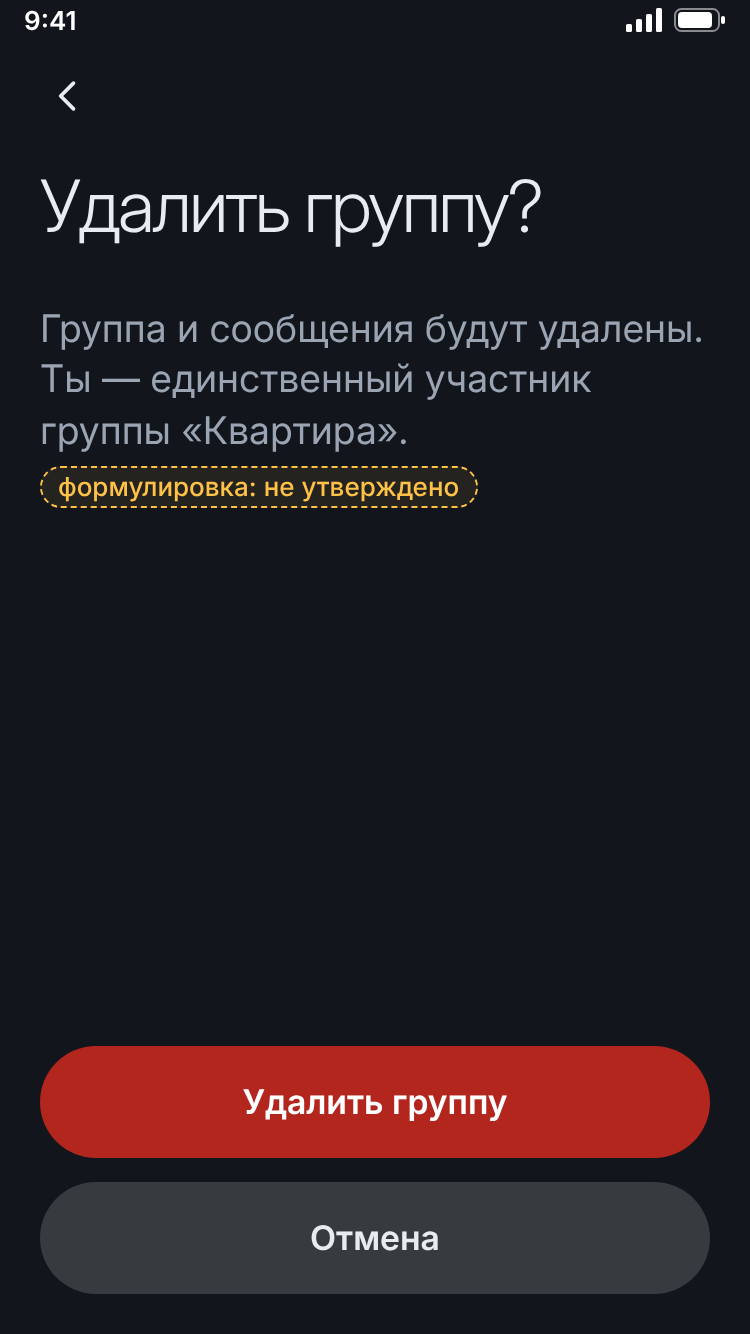 9:41
Удалить группу?
Группа и сообщения будут удалены.
Ты — единственный участник
группы «Квартира».
формулировка: не утверждено
Удалить группу
Отмена